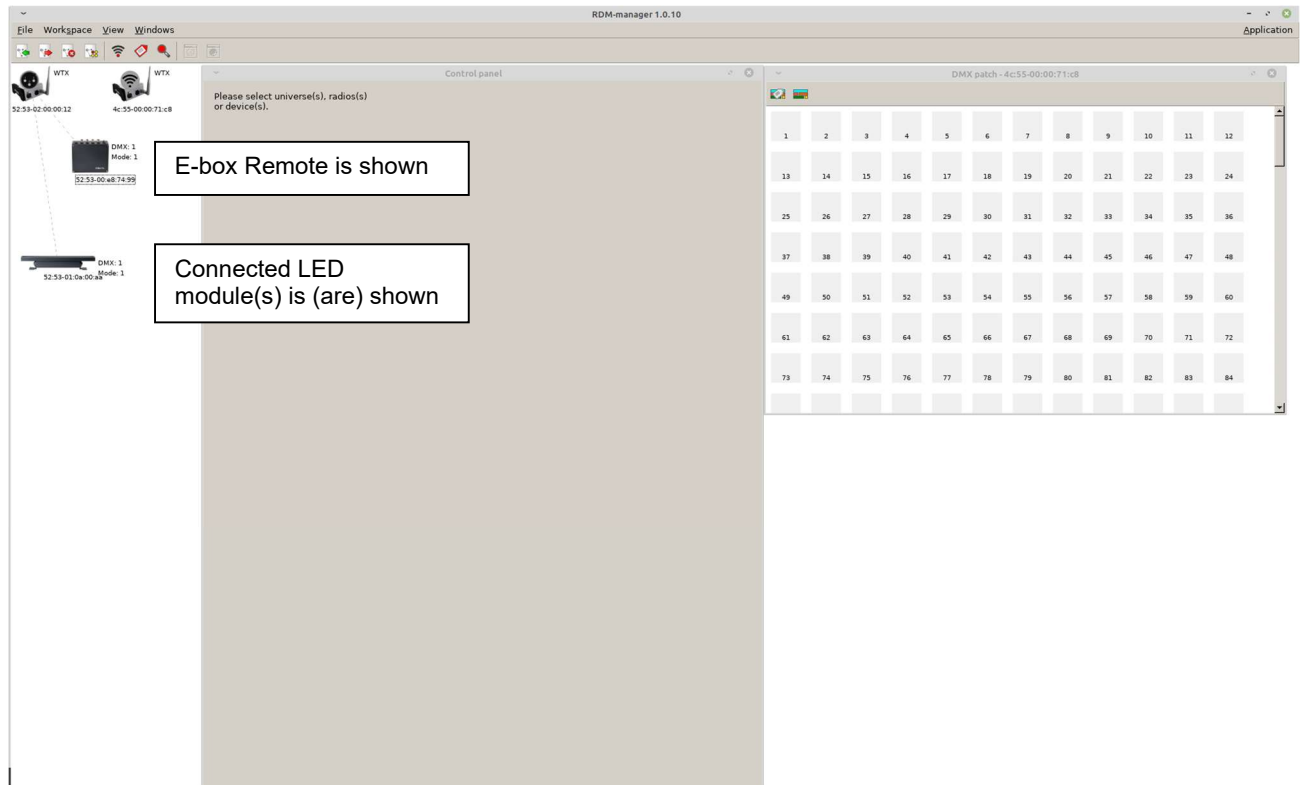 RDM-manager 1.0.10
File Workspace View Windows Application
WTX WTX
52:53-02:00:00:12 4c:55-00:00:71:c8
DMX: 1
Mode: 1
52:53-00:e8:74:99
DMX: 1
Mode: 1
52:53-01:0a:00:aa
Control panel
Please select universe(s), radios(s)
or device(s).
E-box Remote is shown
Connected LED
module(s) is (are) shown
DMX patch - 4c:55-00:00:71:c8
1 2 3 4 5 6 7 8 9 10 11 12
13 14 15 16 17 18 19 20 21 22 23 24
25 26 27 28 29 30 31 32 33 34 35 36
37 38 39 40 41 42 43 44 45 46 47 48
49 50 51 52 53 54 55 56 57 58 59 60
61 62 63 64 65 66 67 68 69 70 71 72
73 74 75 76 77 78 79 80 81 82 83 84